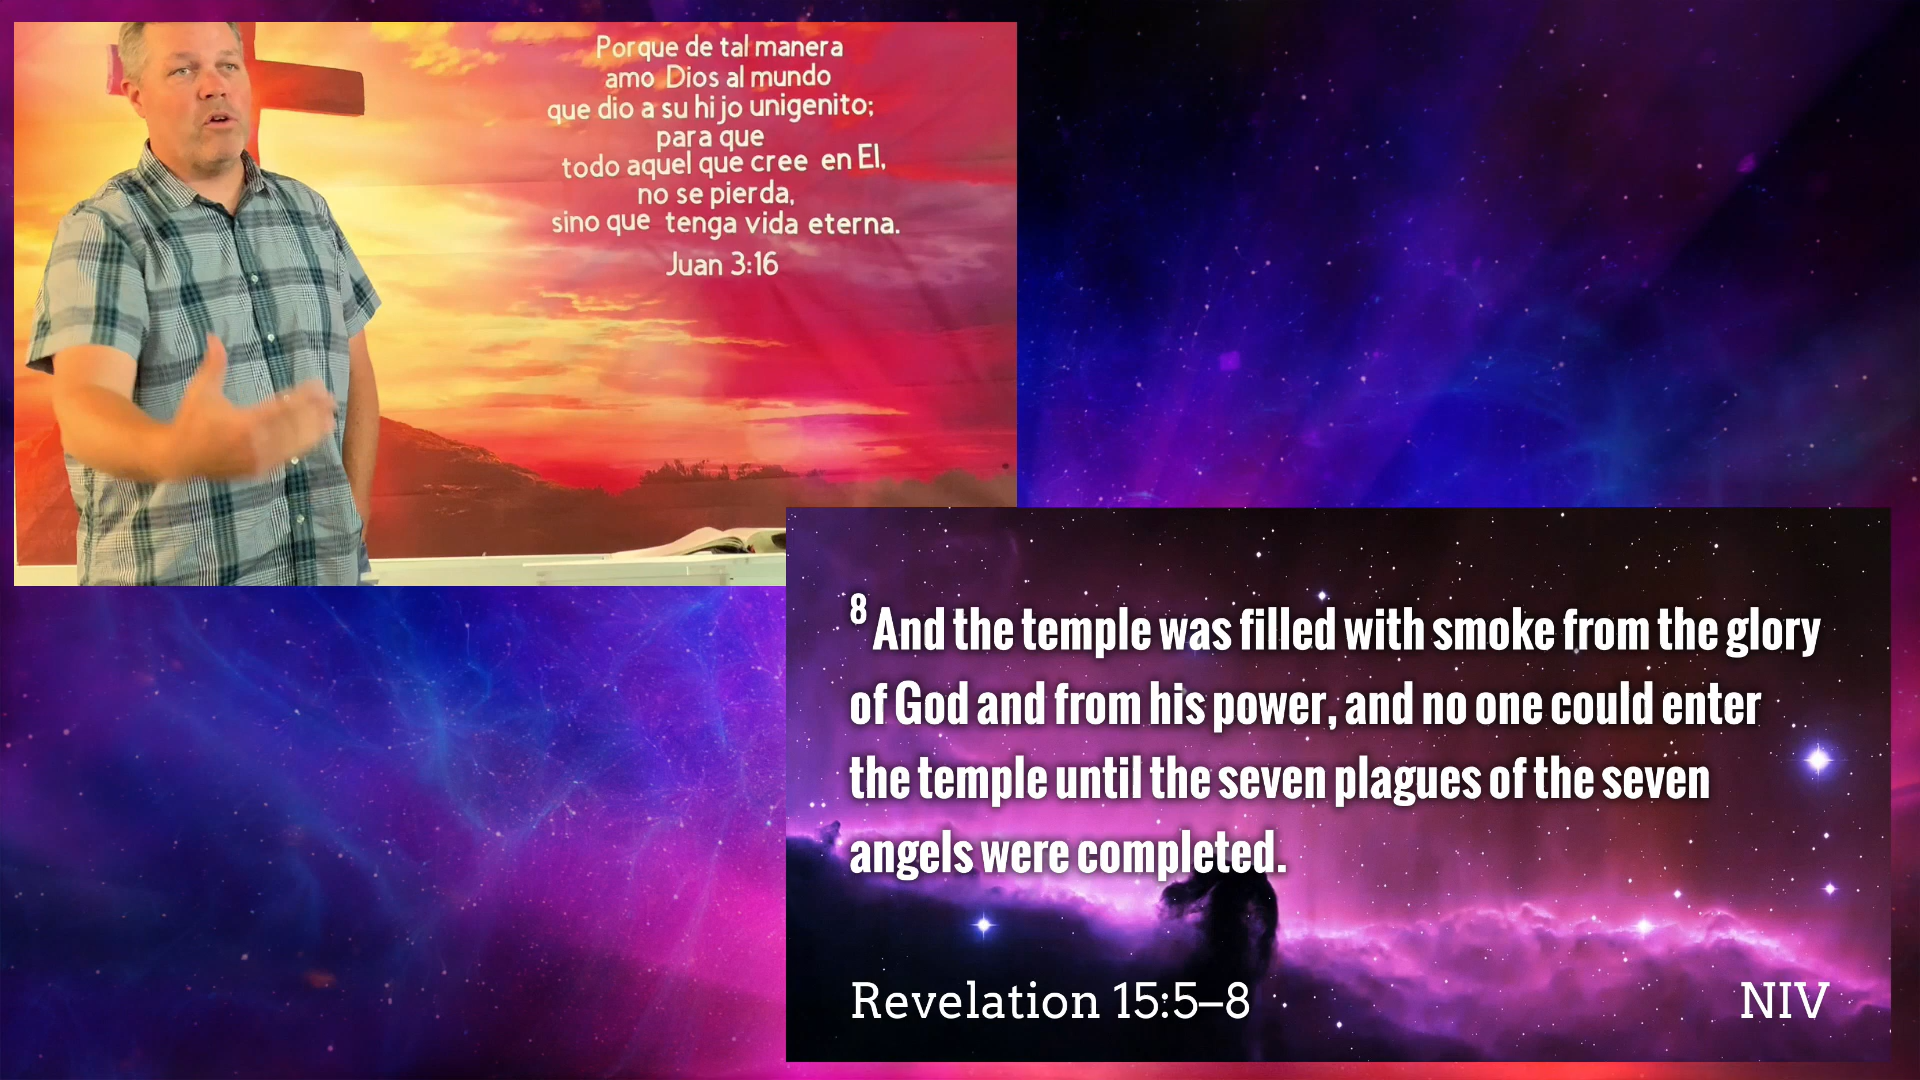 Porque de tal manera
amo Dios al mundo
que dio a su hijo unigenito;
para que
todo aquel que cree en El,
no se pierda,
sino que tenga vida eterna.
Juan 3:16
8 And the temple was filled with smoke from the glory
of God and from his power, and no one could enter
the temple until the seven plagues of the seven
angels were completed.
Revelation 15:5–8
NIV